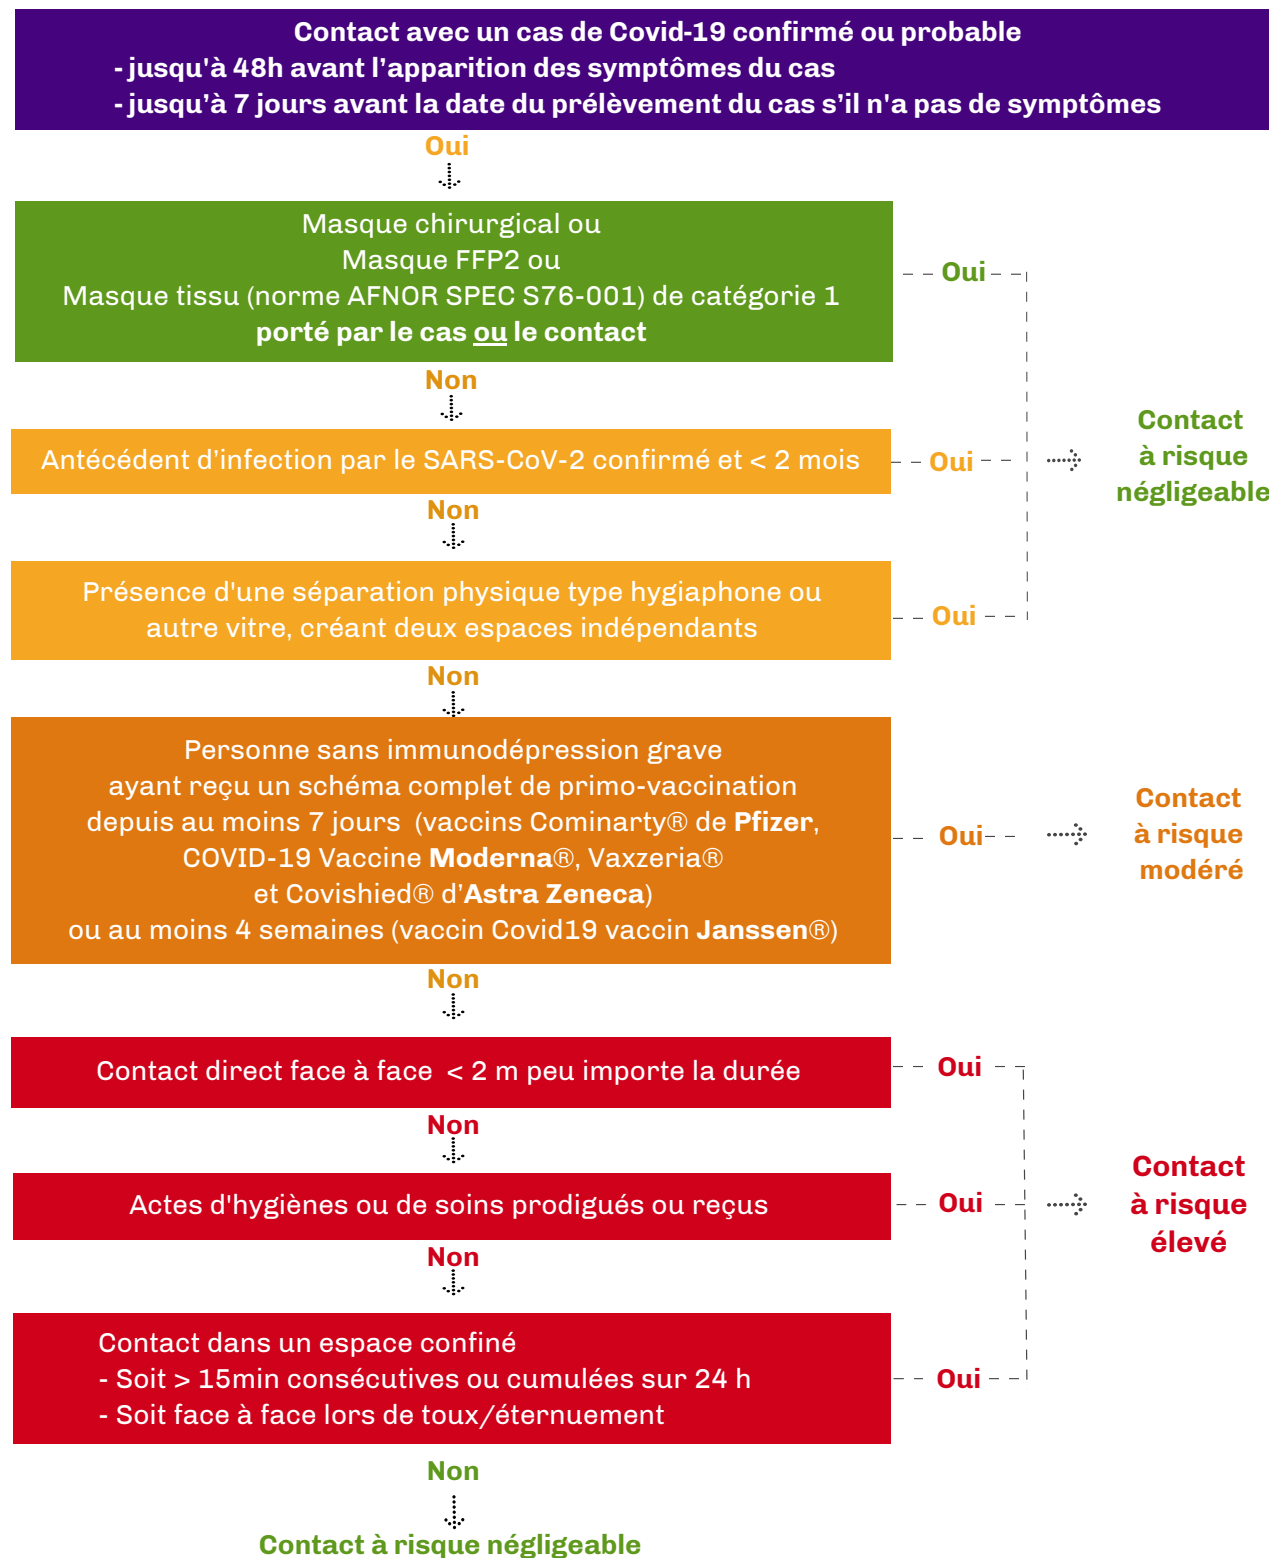 Contact avec un cas de Covid-19 confirmé ou probable
- jusqu'à 48h avant l’apparition des symptômes du cas
- jusqu’à 7 jours avant la date du prélèvement du cas s’il n'a pas de symptômes
Oui
Masque chirurgical ou
Masque FFP2 ou
Masque tissu (norme AFNOR SPEC S76-001) de catégorie 1
porté par le cas ou le contact
Oui
Non
Antécédent d’infection par le SARS-CoV-2 confirmé et < 2 mois
Oui
Contact
à risque
négligeable
Non
Présence d'une séparation physique type hygiaphone ou
autre vitre, créant deux espaces indépendants
Oui
Non
Personne sans immunodépression grave
ayant reçu un schéma complet de primo-vaccination
depuis au moins 7 jours (vaccins Cominarty® de Pfizer,
COVID-19 Vaccine Moderna®, Vaxzeria®
et Covishied® d’Astra Zeneca)
ou au moins 4 semaines (vaccin Covid19 vaccin Janssen®)
Oui
Contact
à risque
modéré
Non
Contact direct face à face < 2 m peu importe la durée
Oui
Non
Actes d'hygiènes ou de soins prodigués ou reçus
Oui
Contact
à risque
élevé
Non
Contact dans un espace confiné
- Soit > 15min consécutives ou cumulées sur 24 h
- Soit face à face lors de toux/éternuement
Oui
Non
Contact à risque négligeable